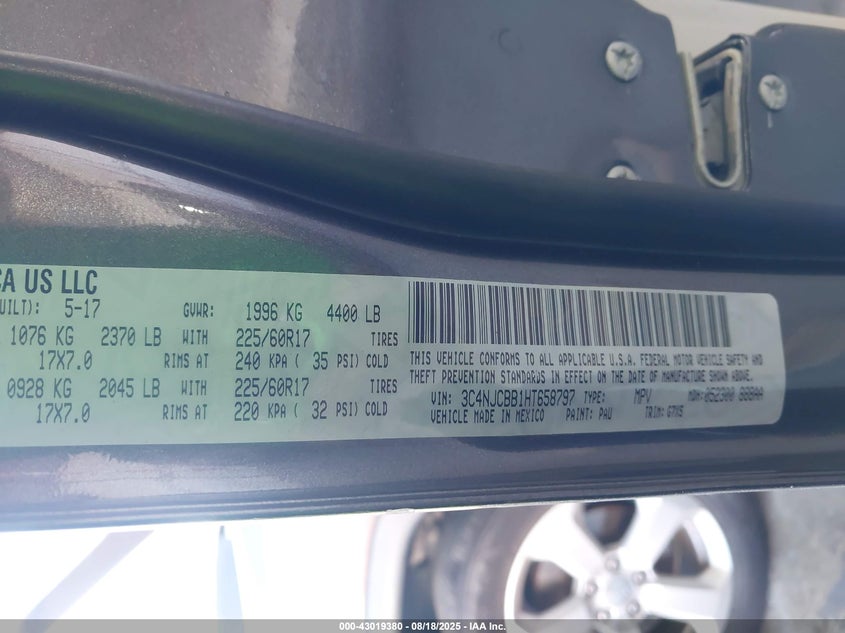 CA US LLC
UILT): 5-17 GVWR: 1996 KG 4400 LB
1076 KG 2370 LB WITH 225/60R17 TIRES
17X7.0 RIMS AT 240 KPA ( 35 PSI) COLD
0928 KG 2045 LB WITH 225/60R17 TIRES
17X7.0 RIMS AT 220 KPA ( 32 PSI) COLD
THIS VEHICLE CONFORMS TO ALL APPLICABLE U.S.A. FEDERAL MOTOR VEHICLE SAFETY AND
THEFT PREVENTION STANDARDS IN EFFECT ON THE DATE OF MANUFACTURE SHOWN ABOVE.
VIN: 3C4NJCBB1HT658797 TYPE: MPV MDH:
VEHICLE MADE IN MEXICO PAINT: PAU TRIM:
000-43019380 - 08/18/2025 - IAA Inc.